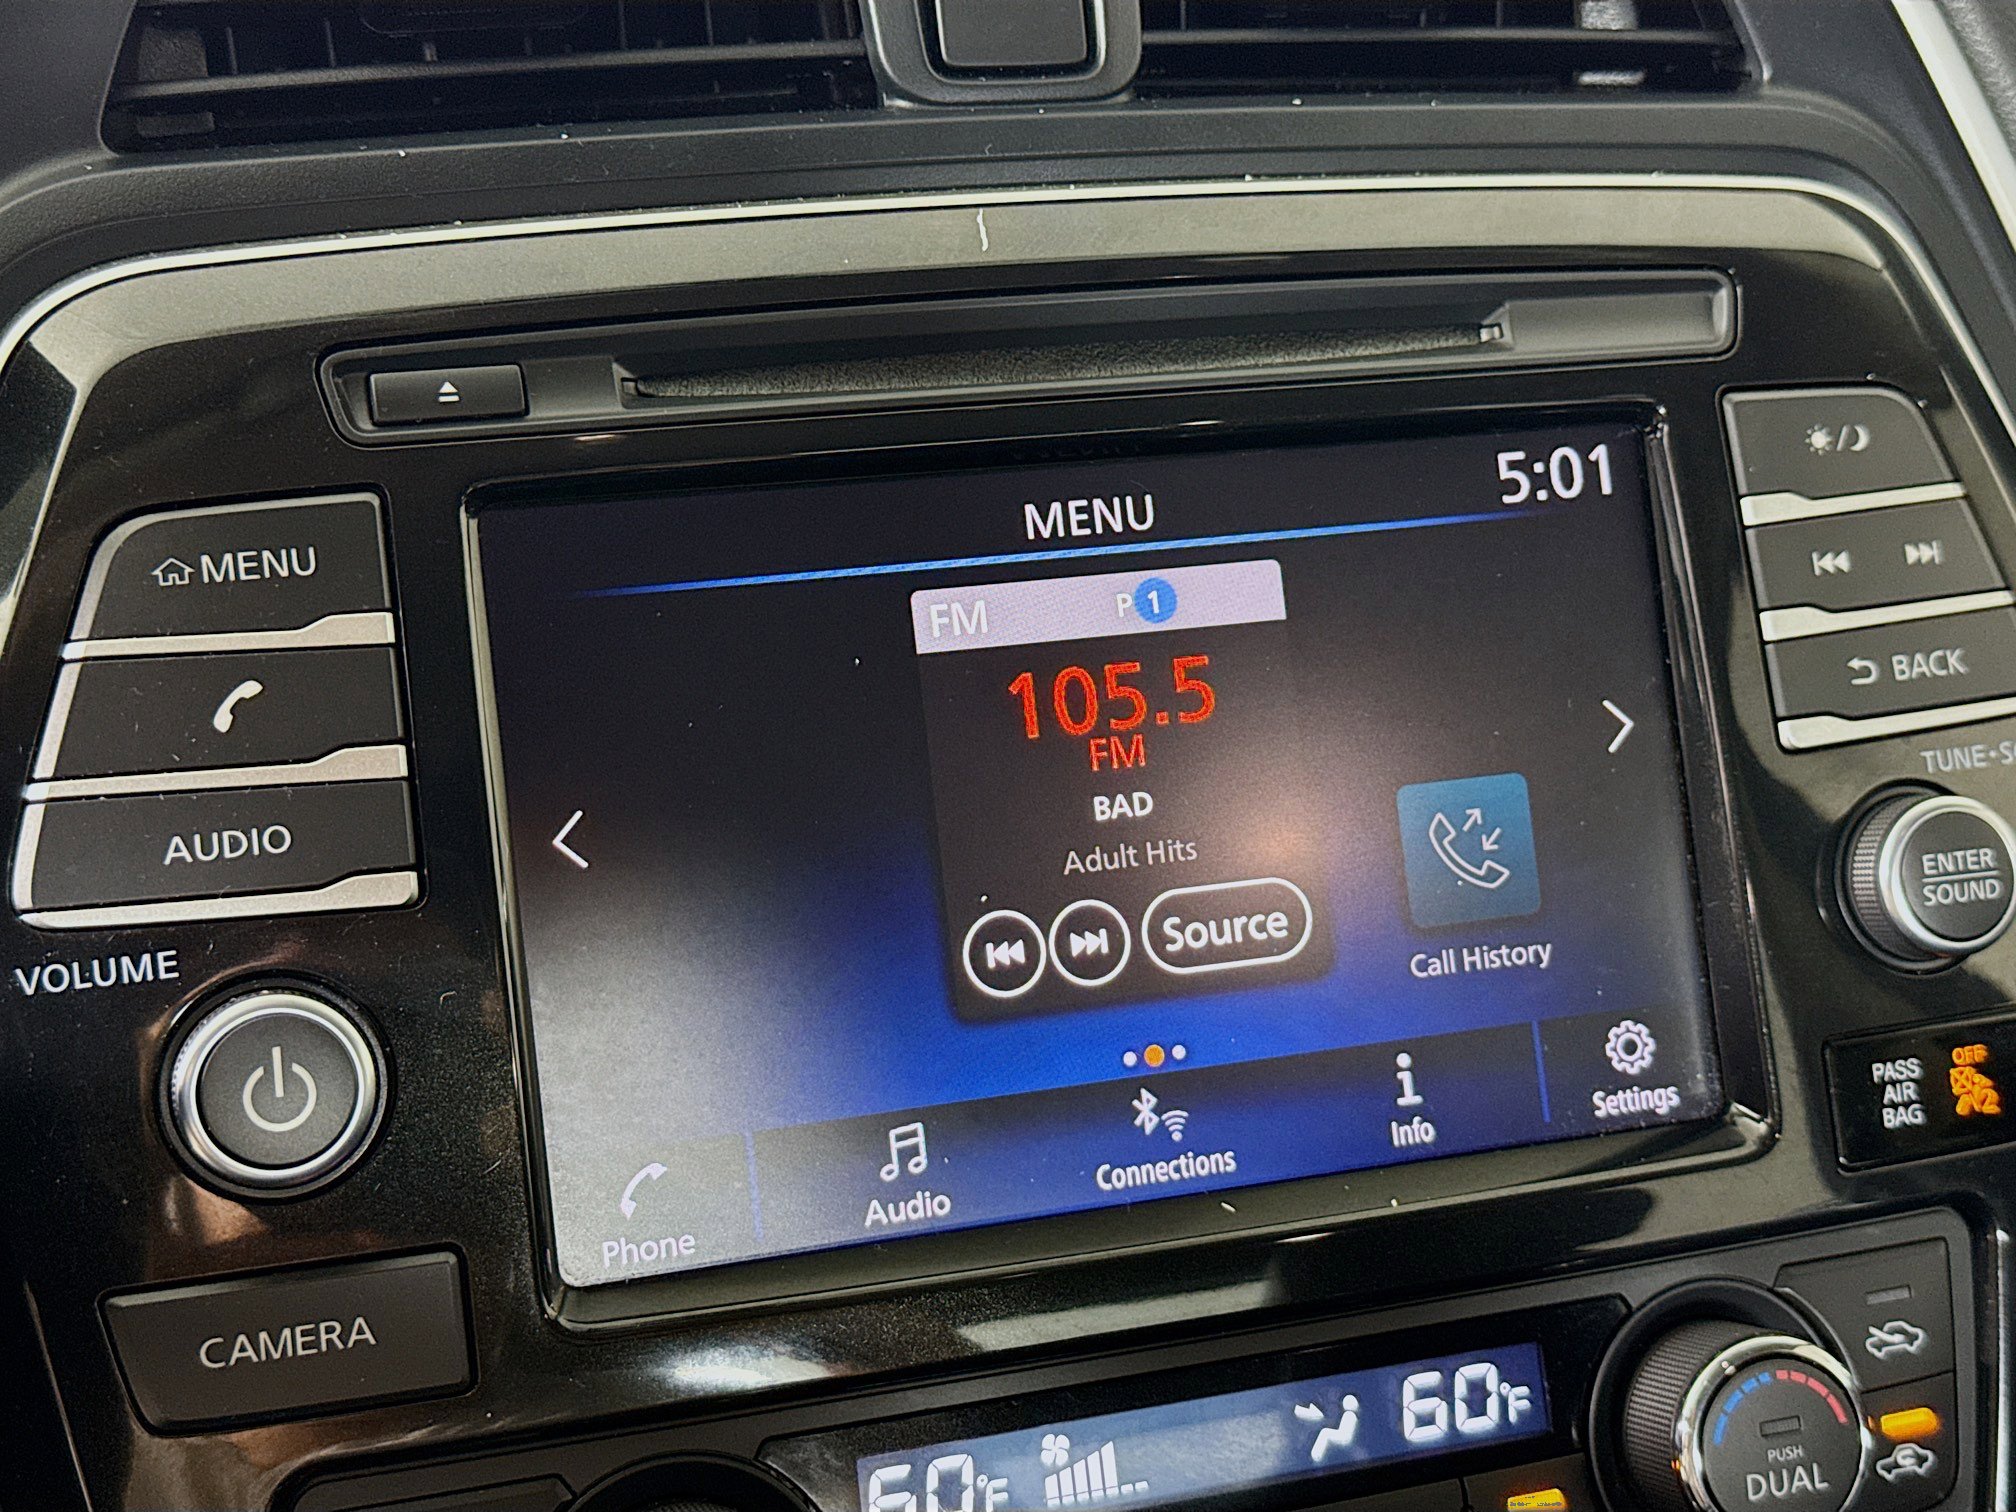 5:01
MENU
MENU
FM
P 1
105.5
FM
BAD
Adult Hits
Source
Call History
AUDIO
BACK
VOLUME
ENTER
SOUND
Phone
Audio
Connections
Info
Settings
PASS
AIR
BAG
OFF
2
CAMERA
60°F
60°F
PUSH
DUAL